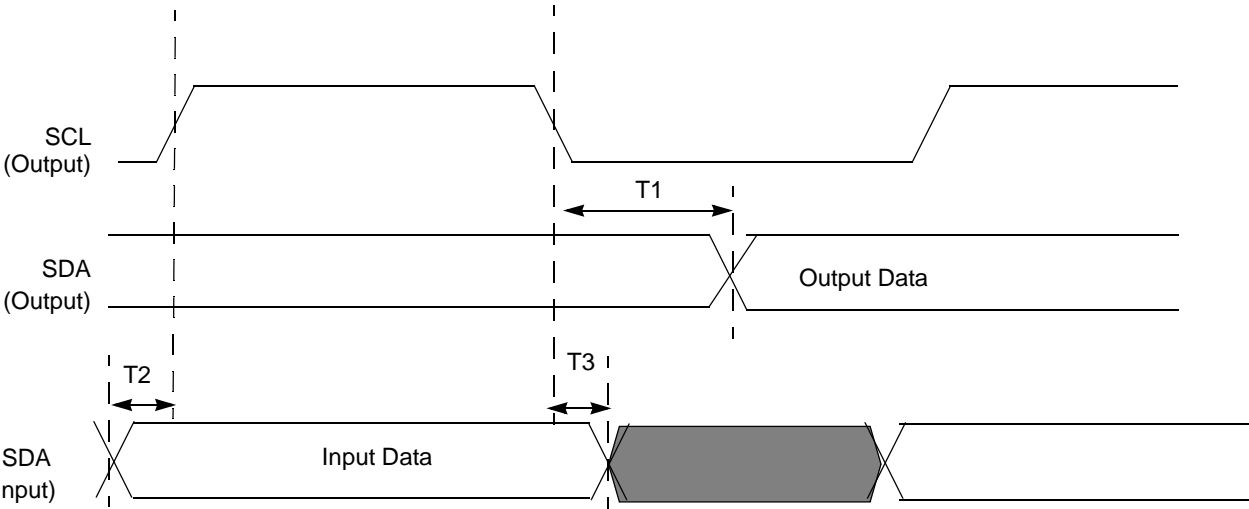 SCL
(Output)
T1
SDA
(Output)
Output Data
T2
T3
SDA
nput)
Input Data